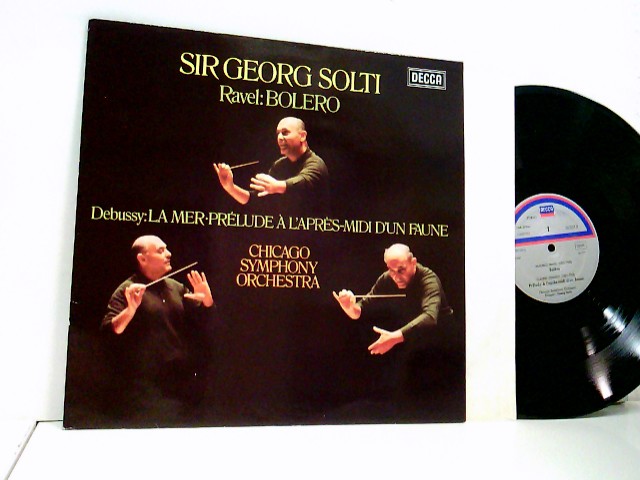 SIR GEORG SOLTI
DECCA
Ravel: BOLERO
Debussy: LA MER·PRÉLUDE À L'APRÈS-MIDI D'UN FAUNE
CHICAGO
SYMPHONY
ORCHESTRA
DECCA
1